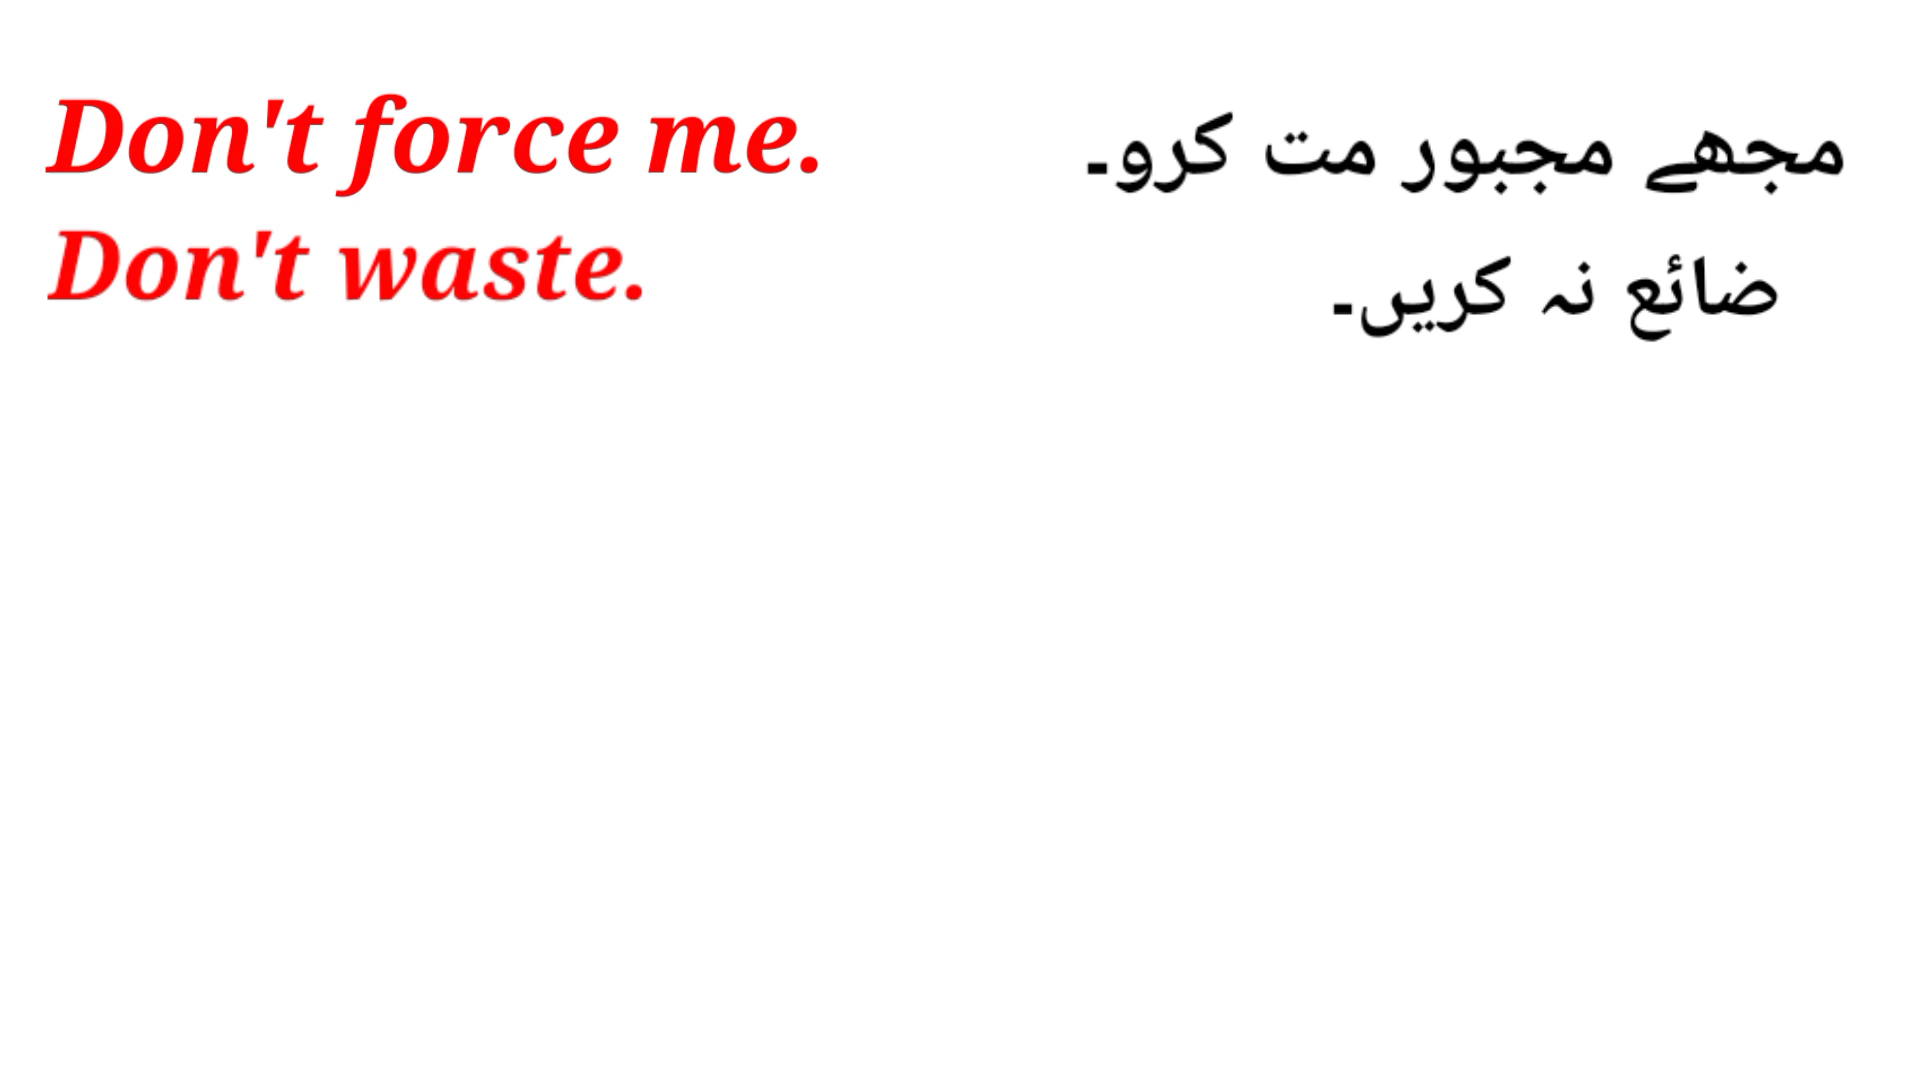 Don't force me. مجھے مجبور مت کرو۔
Don't waste. ضائع نہ کریں۔